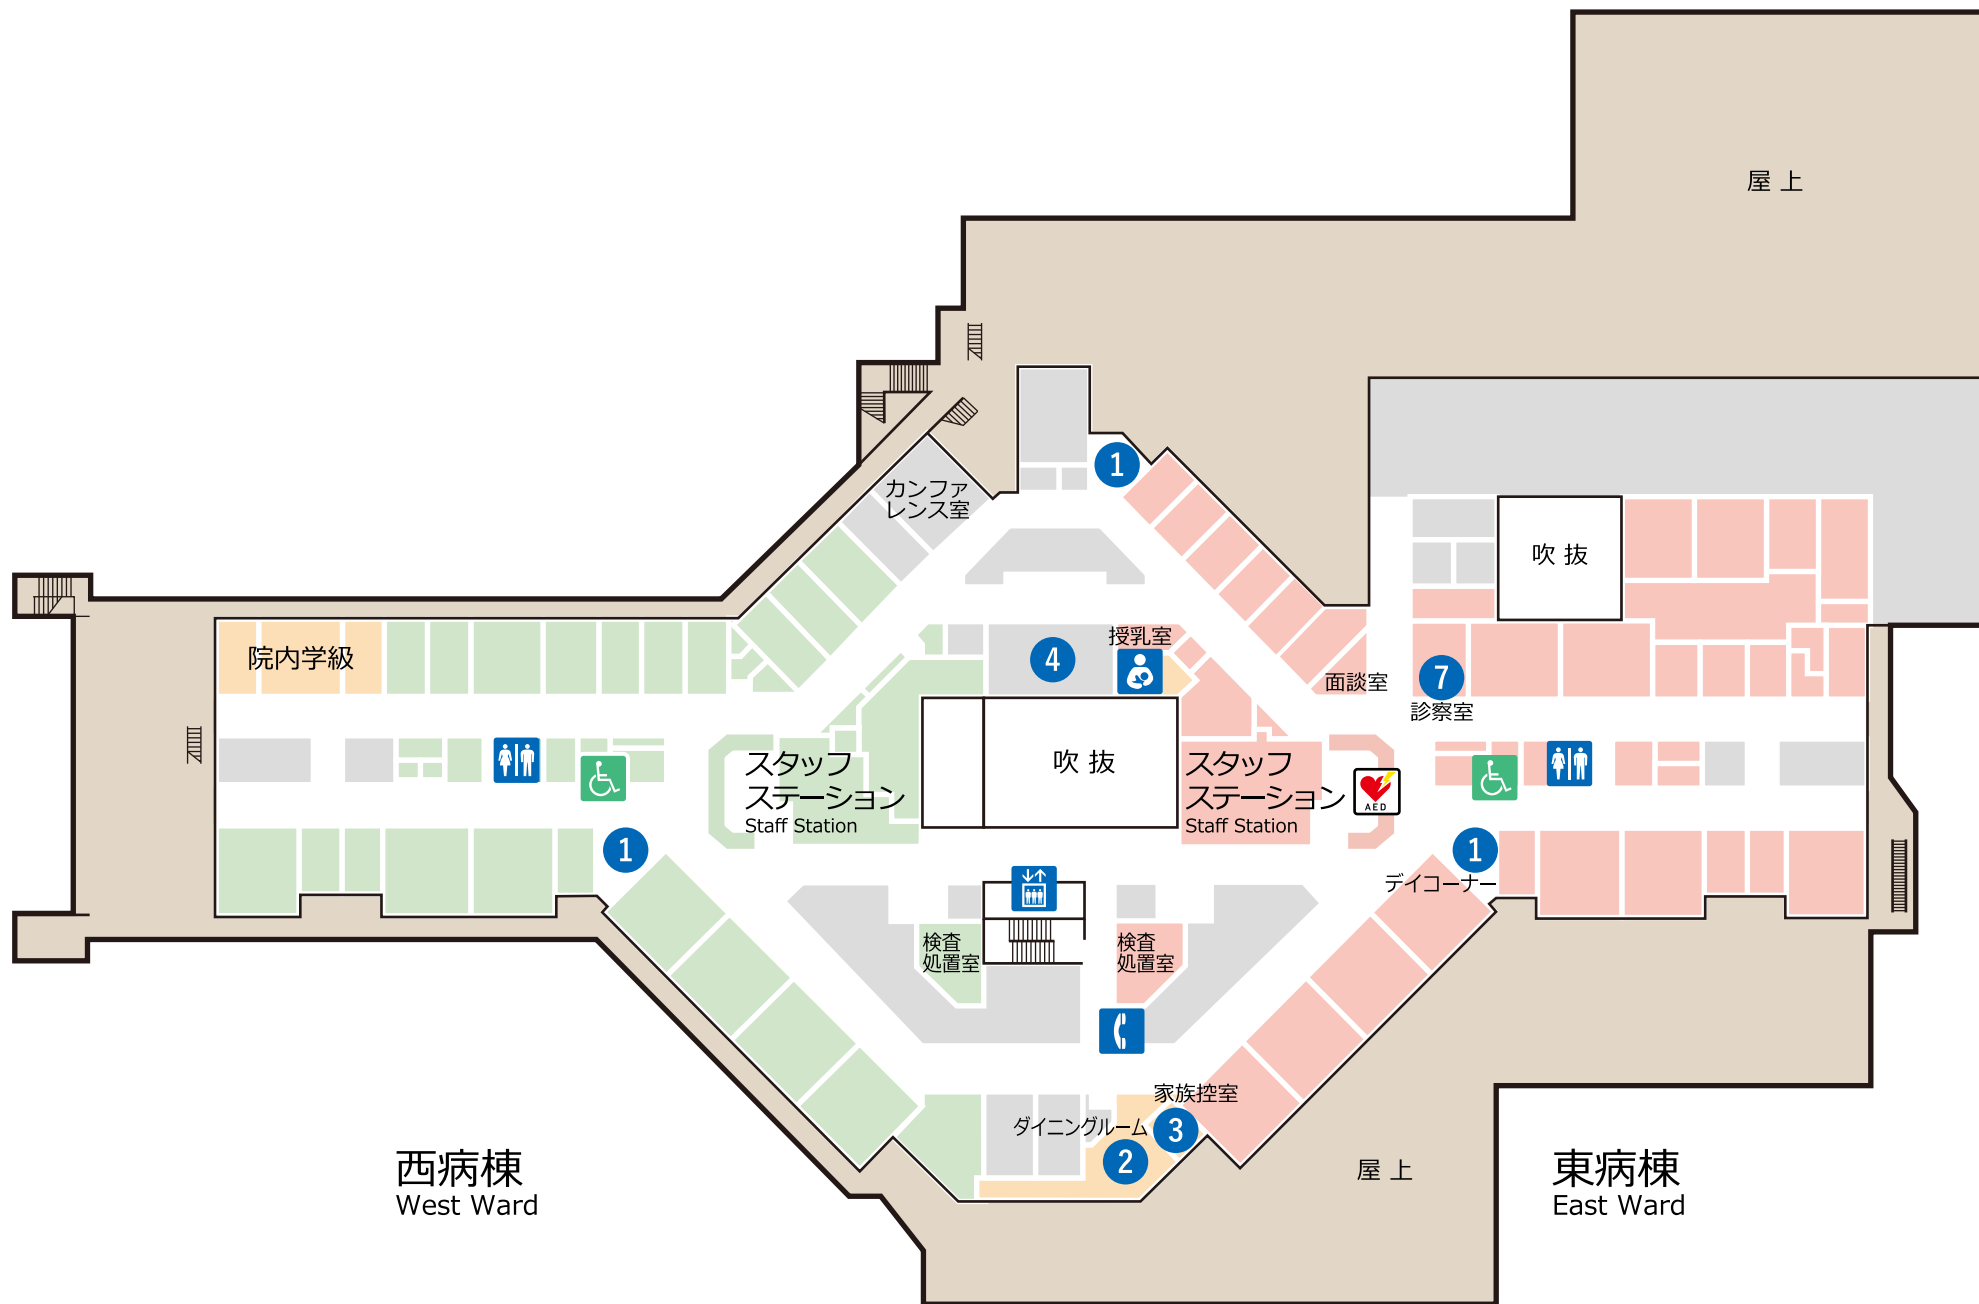 屋 上
1
カンファ
レンス室
吹 抜
授乳室
4
院内学級
面談室
7
診察室
スタッフ
ステーション
Staff Station
吹 抜
スタッフ
ステーション
Staff Station
AED
1
1
デイコーナー
検査
処置室
検査
処置室
家族控室
ダイニングルーム
3
2
西病棟
West Ward
屋 上
東病棟
East Ward